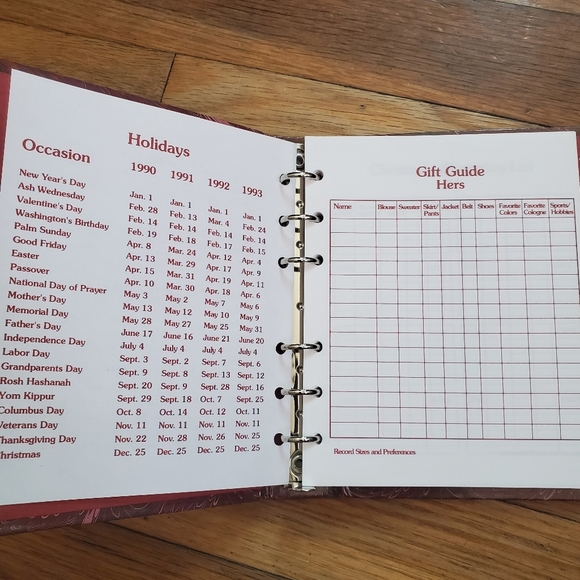 Holidays
Occasion 1990 1991 1992 1993
New Year's Day Jan. 1 Jan. 1 Jan. 1 Jan. 1
Ash Wednesday Feb. 28 Feb. 13 Mar. 4 Feb. 24
Valentine's Day Feb. 14 Feb. 14 Feb. 14 Feb. 14
Washington's Birthday Feb. 19 Feb. 18 Feb. 17 Feb. 15
Palm Sunday Apr. 8 Mar. 24 Apr. 12 Apr. 4
Good Friday Apr. 13 Mar. 29 Apr. 17 Apr. 9
Easter Apr. 15 Mar. 31 Apr. 19 Apr. 11
Passover Apr. 10 Mar. 30 Apr. 18 Apr. 6
National Day of Prayer May 3 May 2 May 7 May 6
Mother's Day May 13 May 12 May 10 May 9
Memorial Day May 28 May 27 May 25 May 31
Father's Day June 17 June 16 June 21 June 20
Independence Day July 4 July 4 July 4 July 4
Labor Day Sept. 3 Sept. 2 Sept. 7 Sept. 6
Grandparents Day Sept. 9 Sept. 8 Sept. 13 Sept. 12
Rosh Hashanah Sept. 20 Sept. 9 Sept. 28 Sept. 16
Yom Kippur Sept. 29 Sept. 18 Oct. 7 Sept. 25
Columbus Day Oct. 8 Oct. 14 Oct. 12 Oct. 11
Veterans Day Nov. 11 Nov. 11 Nov. 11 Nov. 11
Thanksgiving Day Nov. 22 Nov. 28 Nov. 26 Nov. 25
Christmas Dec. 25 Dec. 25 Dec. 25 Dec. 25
Gift Guide
Hers
Name Blouse Sweater Skirt/ Pants Jacket Belt Shoes Favorite Colors Favorite Cologne Sports/ Hobbies
Record Sizes and Preferences